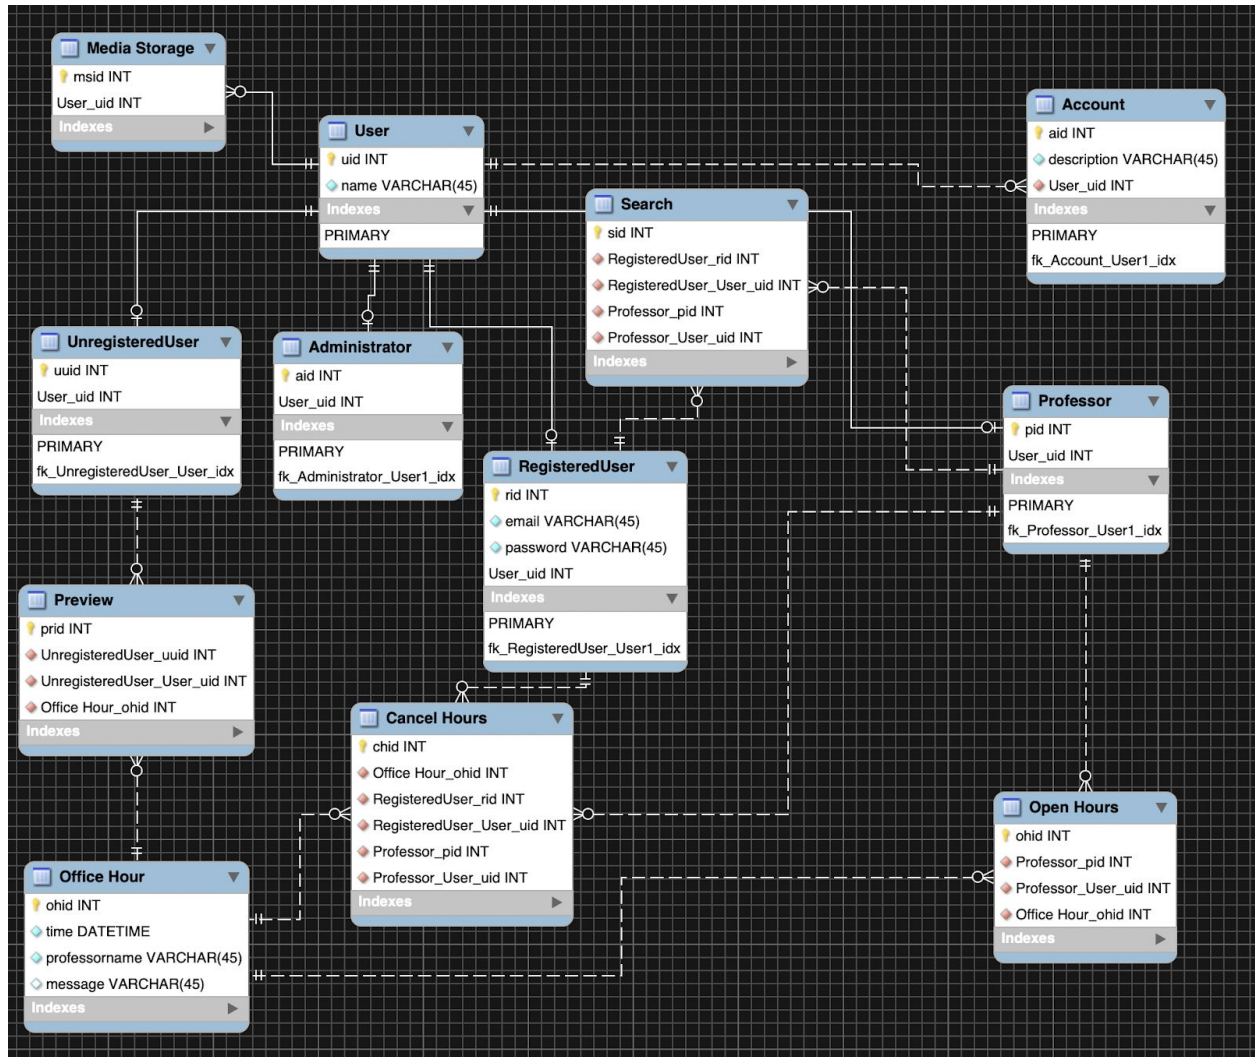 Media Storage
msid INT
User_uid INT
Indexes
User
uid INT
name VARCHAR(45)
Indexes
PRIMARY
Account
aid INT
description VARCHAR(45)
User_uid INT
Indexes
PRIMARY
fk_Account_User1_idx
Search
sid INT
RegisteredUser_rid INT
RegisteredUser_User_uid INT
Professor_pid INT
Professor_User_uid INT
Indexes
UnregisteredUser
uuid INT
User_uid INT
Indexes
PRIMARY
fk_UnregisteredUser_User_idx
Administrator
aid INT
User_uid INT
Indexes
PRIMARY
fk_Administrator_User1_idx
Professor
pid INT
User_uid INT
Indexes
PRIMARY
fk_Professor_User1_idx
RegisteredUser
rid INT
email VARCHAR(45)
password VARCHAR(45)
User_uid INT
Indexes
PRIMARY
fk_RegisteredUser_User1_idx
Preview
prid INT
UnregisteredUser_uuid INT
UnregisteredUser_User_uid INT
Office Hour_ohid INT
Indexes
Cancel Hours
chid INT
Office Hour_ohid INT
RegisteredUser_rid INT
RegisteredUser_User_uid INT
Professor_pid INT
Professor_User_uid INT
Indexes
Open Hours
ohid INT
Professor_pid INT
Professor_User_uid INT
Office Hour_ohid INT
Indexes
Office Hour
ohid INT
time DATETIME
professorname VARCHAR(45)
message VARCHAR(45)
Indexes